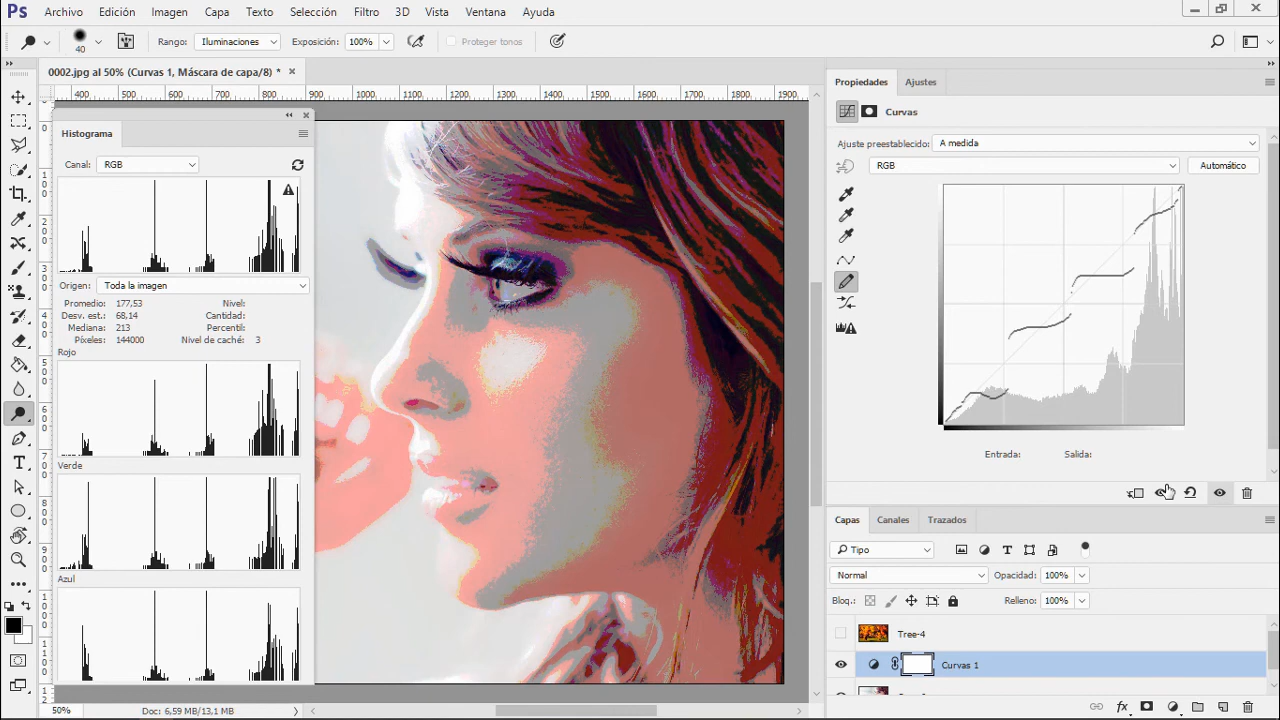 Ps Archivo Edición Imagen Capa Texto Selección Filtro 3D Vista Ventana Ayuda
40 Rango: Iluminaciones Exposición: 100% Proteger tonos
0002.jpg al 50% (Curvas 1, Máscara de capa/8) *
400 500 600 700 800 900 1000 1100 1200 1300 1400 1500 1600 1700 1800 1900
Histograma
Canal: RGB
Origen: Toda la imagen
Promedio: 177,53 Nivel:
Desv. est.: 68,14 Cantidad:
Mediana: 213 Percentil:
Píxeles: 144000 Nivel de caché: 3
Rojo
Verde
Azul
50% Doc: 6,59 MB/13,1 MB
Propiedades Ajustes
Curvas
Ajuste preestablecido: A medida
RGB Automático
Entrada: Salida:
Capas Canales Trazados
Tipo
Normal Opacidad: 100%
Bloq.: Relleno: 100%
Tree-4
Curvas 1
fx